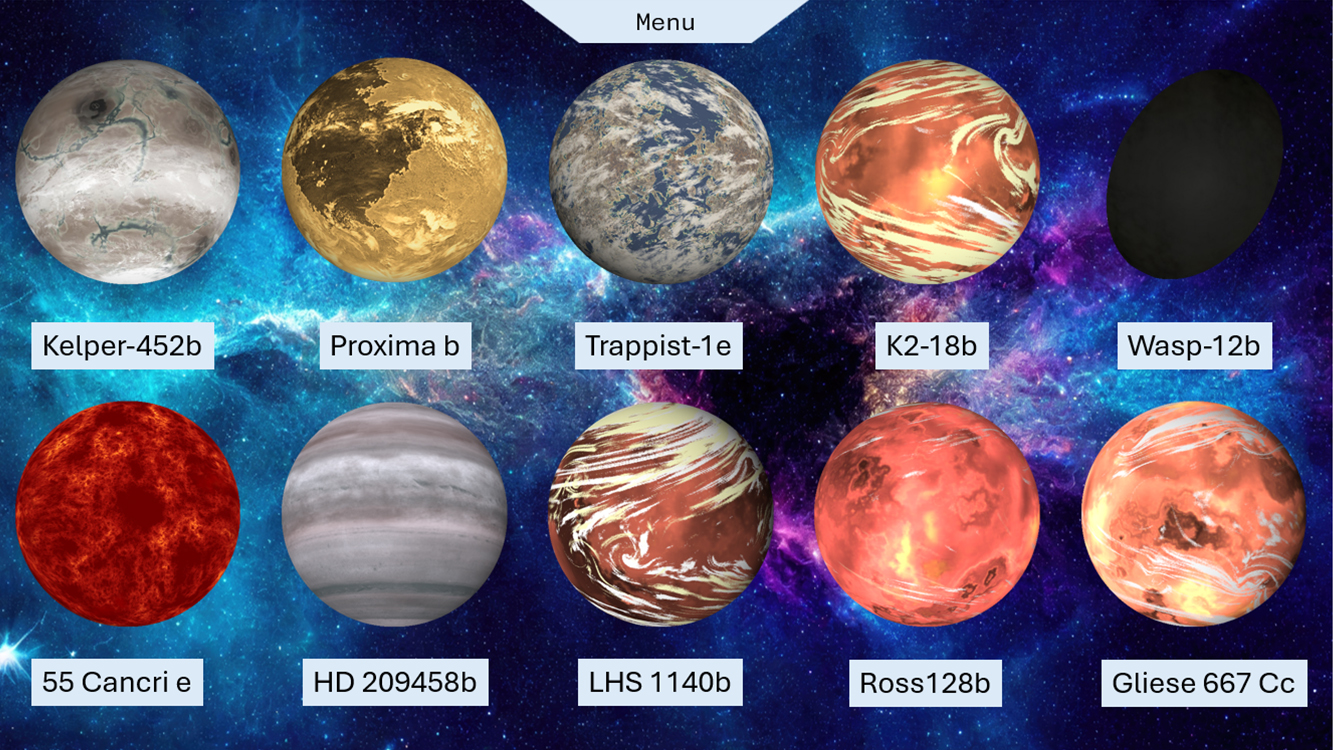 Menu
Kelper-452b
Proxima b
Trappist-1e
K2-18b
Wasp-12b
55 Cancri e
HD 209458b
LHS 1140b
Ross128b
Gliese 667 Cc